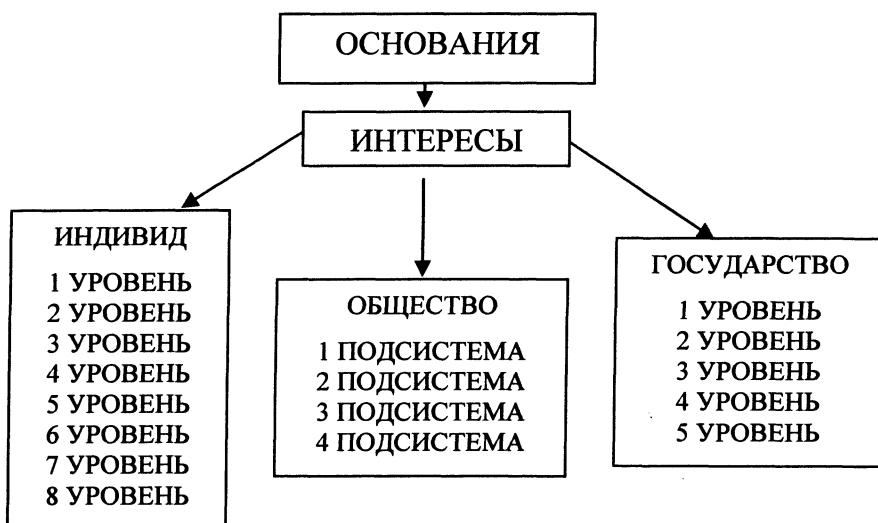 ОСНОВАНИЯ
ИНТЕРЕСЫ
ИНДИВИД
1 УРОВЕНЬ
2 УРОВЕНЬ
3 УРОВЕНЬ
4 УРОВЕНЬ
5 УРОВЕНЬ
6 УРОВЕНЬ
7 УРОВЕНЬ
8 УРОВЕНЬ
ОБЩЕСТВО
1 ПОДСИСТЕМА
2 ПОДСИСТЕМА
3 ПОДСИСТЕМА
4 ПОДСИСТЕМА
ГОСУДАРСТВО
1 УРОВЕНЬ
2 УРОВЕНЬ
3 УРОВЕНЬ
4 УРОВЕНЬ
5 УРОВЕНЬ